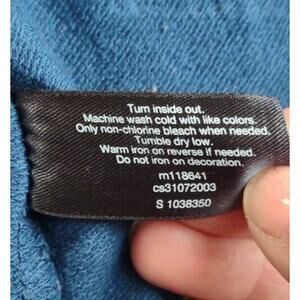 Turn inside out.
Machine wash cold with like colors.
Only non-chlorine bleach when needed.
Tumble dry low.
Warm iron on reverse if needed.
Do not iron on decoration.
m118641
cs31072003
S 1038350